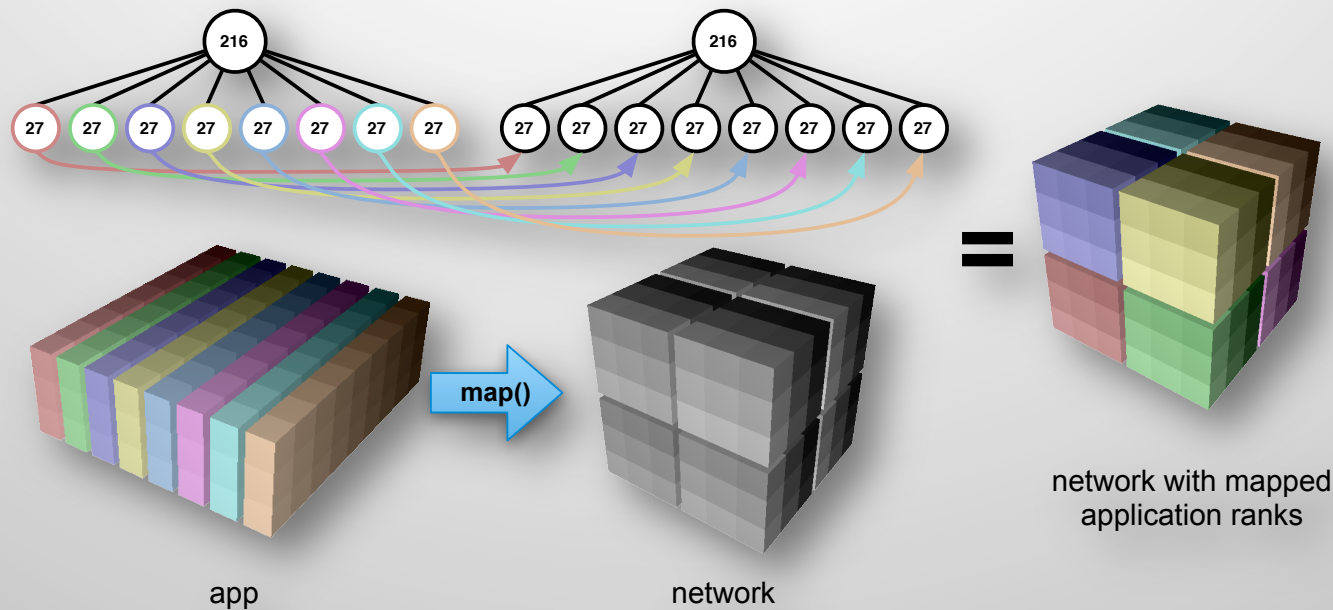 216 216
27 27 27 27 27 27 27 27 27 27 27 27 27 27 27 27
=
map()
network with mapped
application ranks
app network